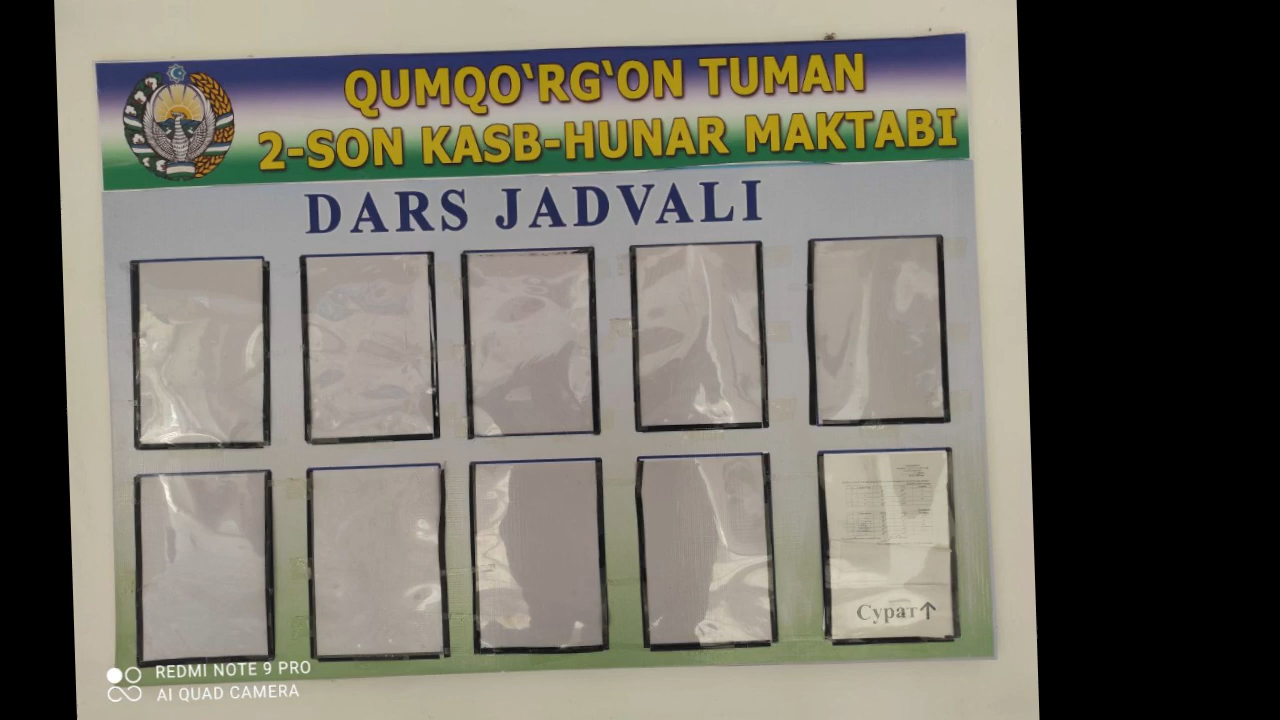 QUMQO‘RG‘ON TUMAN
2-SON KASB-HUNAR MAKTABI
DARS JADVALI
Сурат↑
REDMI NOTE 9 PRO
AI QUAD CAMERA